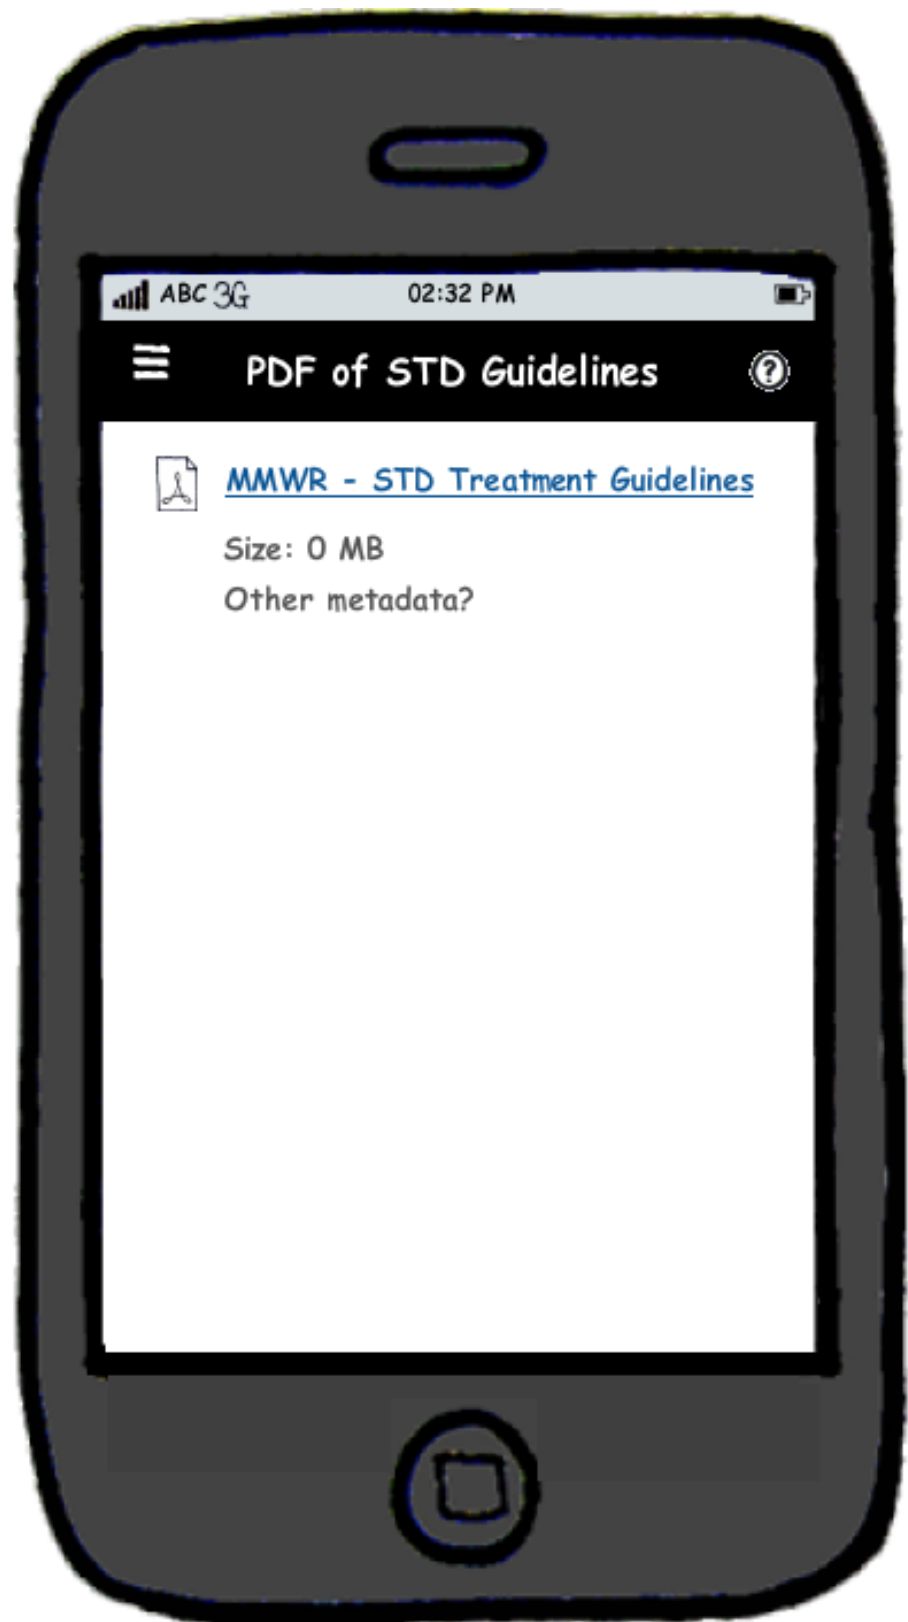 ABC 3G 02:32 PM
PDF of STD Guidelines ?
MMWR - STD Treatment Guidelines
Size: 0 MB
Other metadata?